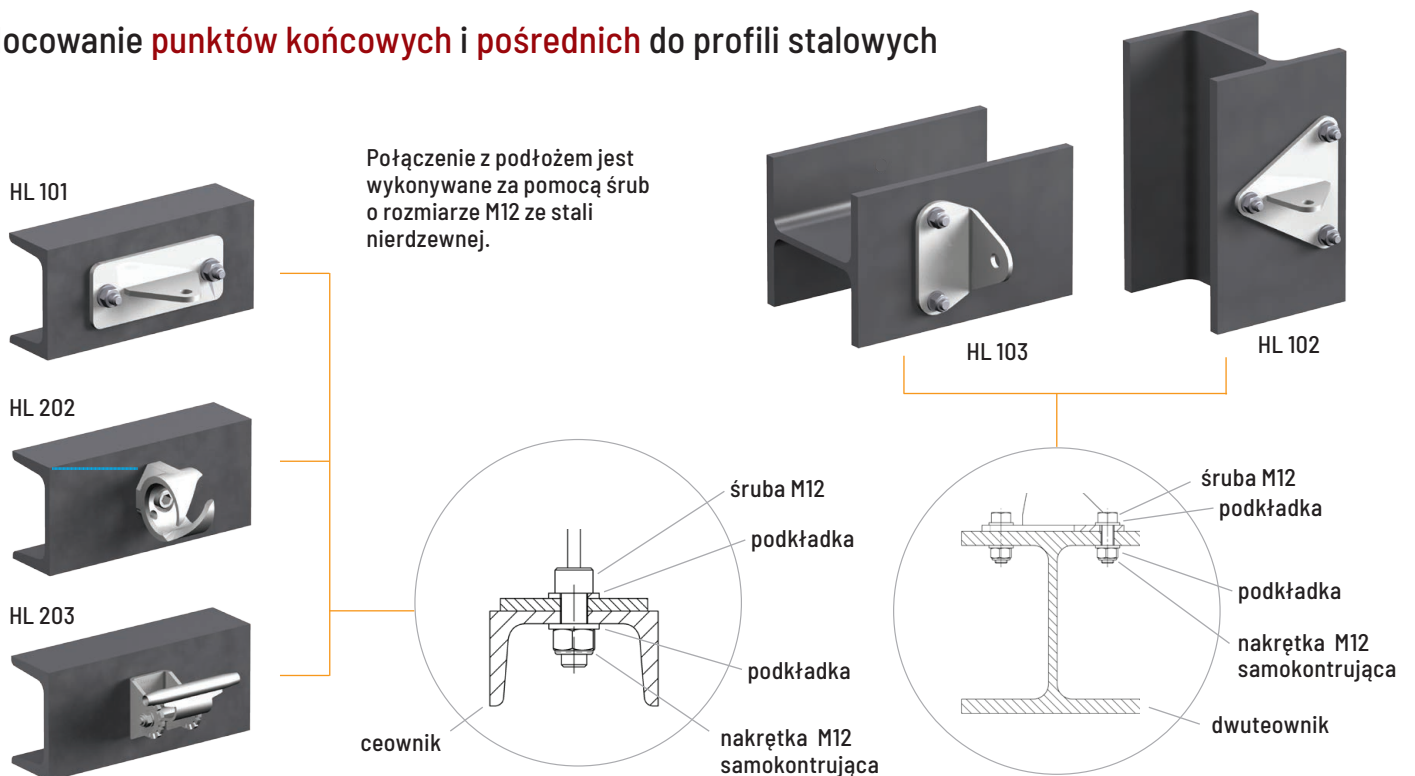 ocowanie punktów końcowych i pośrednich do profili stalowych
HL 101
Połączenie z podłożem jest
wykonywane za pomocą śrub
o rozmiarze M12 ze stali
nierdzewnej.
HL 103
HL 102
HL 202
HL 203
śruba M12
podkładka
podkładka
nakrętka M12
samokontrująca
ceownik
śruba M12
podkładka
podkładka
nakrętka M12
samokontrująca
dwuteownik